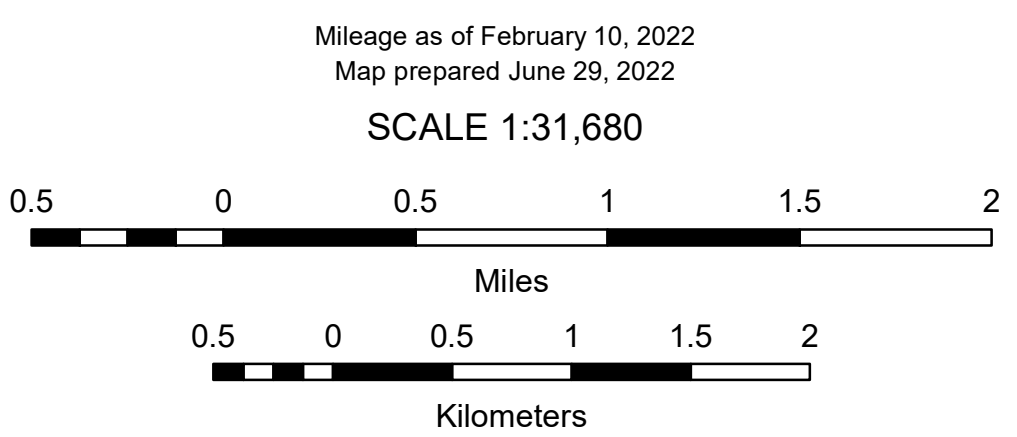 Mileage as of February 10, 2022
Map prepared June 29, 2022
SCALE 1:31,680
0.5 0 0.5 1 1.5 2
Miles
0.5 0 0.5 1 1.5 2
Kilometers